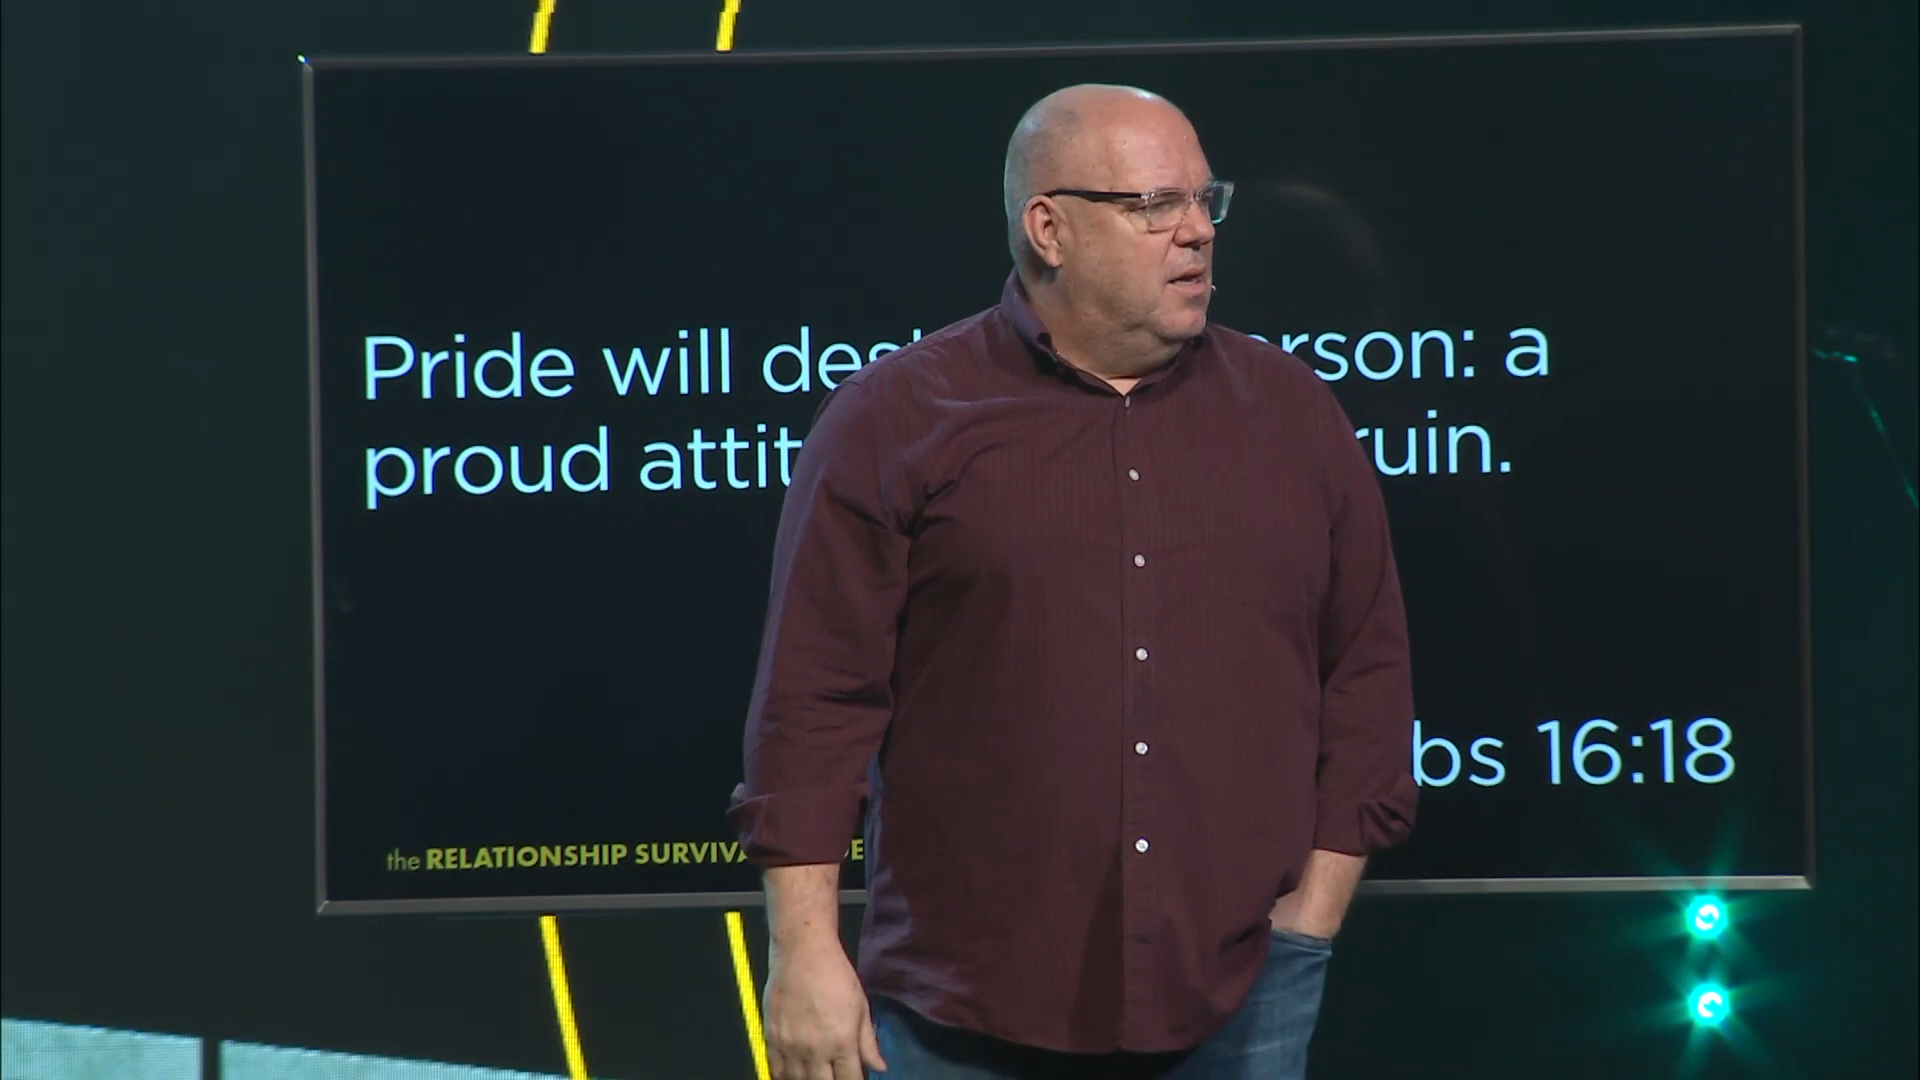 Pride will des erson: a
proud attit ruin.
bs 16:18
the RELATIONSHIP SURVIVA E